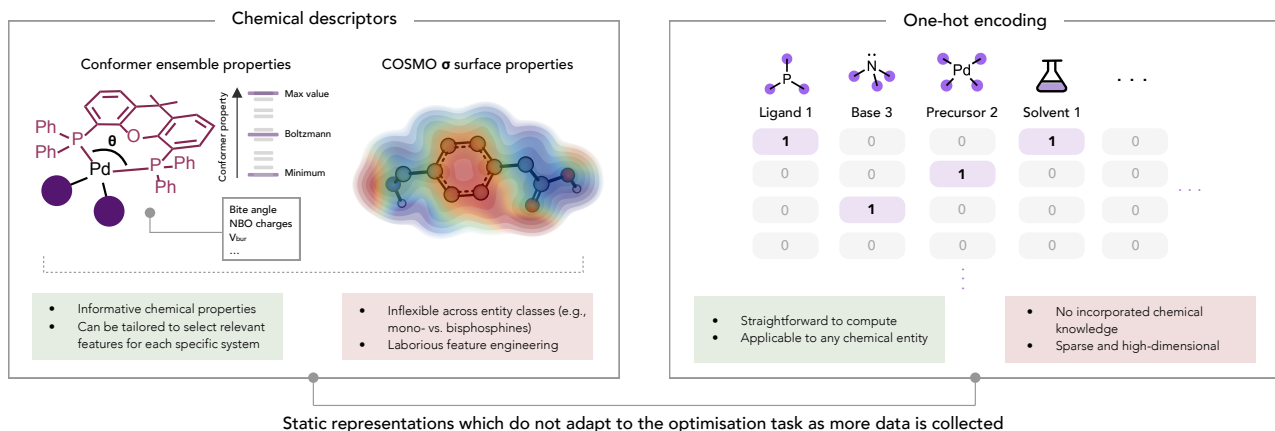 Chemical descriptors
Conformer ensemble properties
COSMO σ surface properties
Ph
Ph
P
O
θ
Pd
P
Ph
Ph
Conformer property
Max value
Boltzmann
Minimum
Bite angle
NBO charges
Vbur
...
• Informative chemical properties
• Can be tailored to select relevant
features for each specific system
• Inflexible across entity classes (e.g.,
mono- vs. bisphosphines)
• Laborious feature engineering
One-hot encoding
P
N
Pd
. . .
Ligand 1
Base 3
Precursor 2
Solvent 1
1 0 0 1 0
0 0 1 0 0
. . .
0 1 0 0 0
0 0 0 0 0
• Straightforward to compute
• Applicable to any chemical entity
• No incorporated chemical
knowledge
• Sparse and high-dimensional
Static representations which do not adapt to the optimisation task as more data is collected